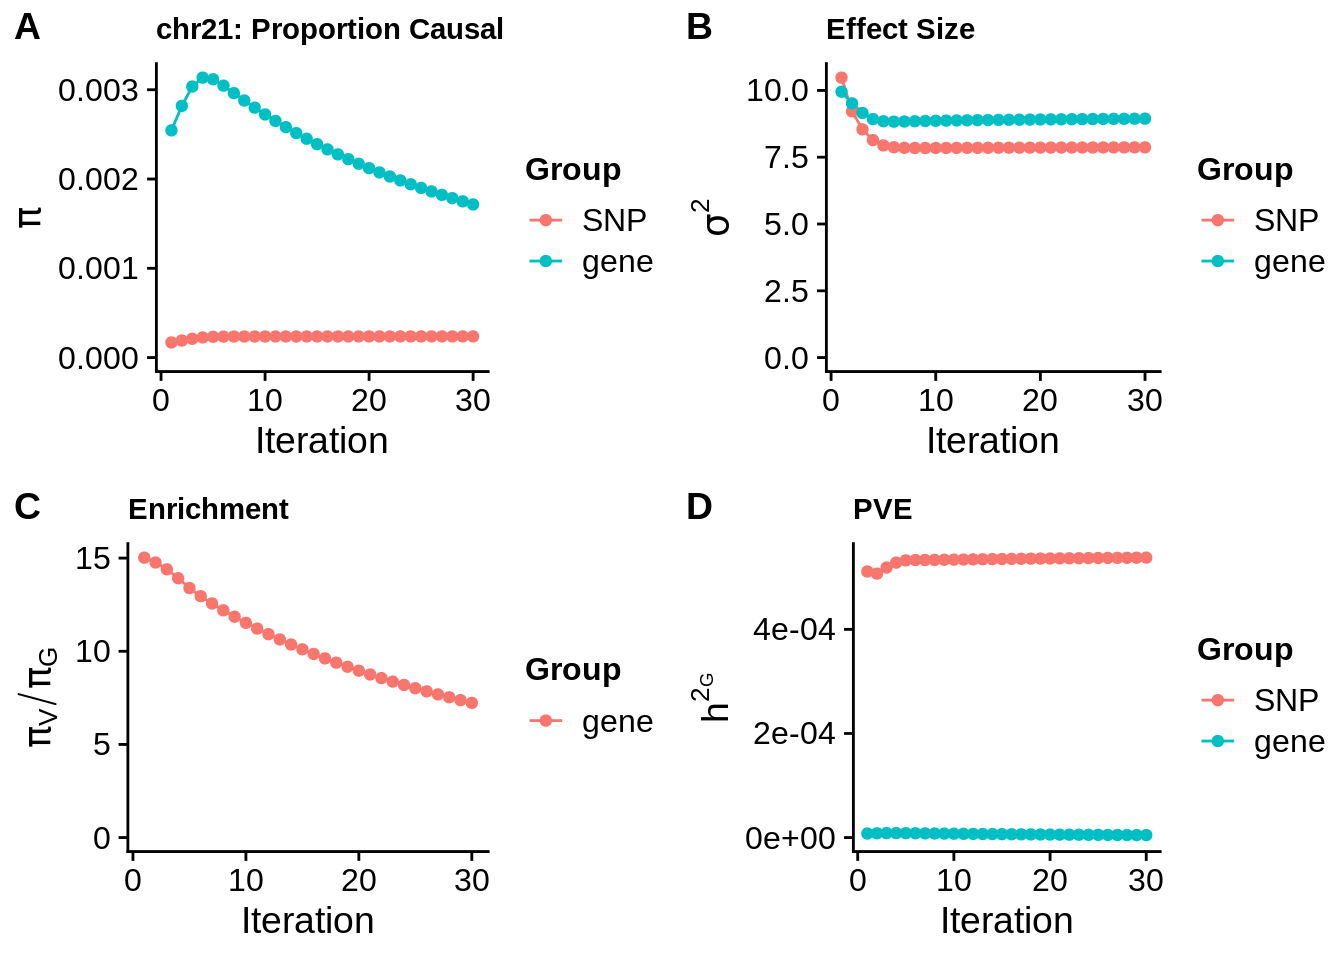 A
chr21: Proportion Causal
0.003
0.002
0.001
0.000
π
0 10 20 30
Iteration
Group
SNP
gene
B
Effect Size
10.0
7.5
5.0
2.5
0.0
σ²
0 10 20 30
Iteration
Group
SNP
gene
C
Enrichment
15
10
5
0
πV/πG
0 10 20 30
Iteration
Group
gene
D
PVE
4e-04
2e-04
0e+00
h²G
0 10 20 30
Iteration
Group
SNP
gene